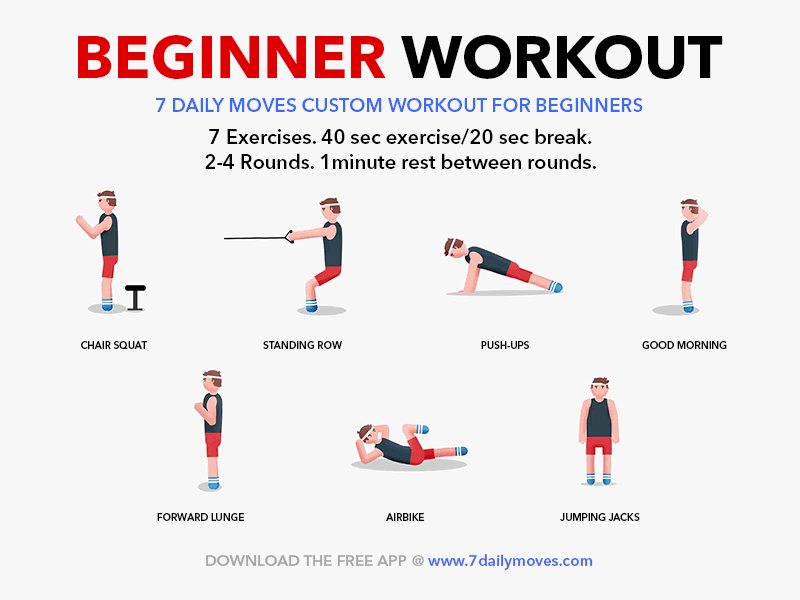 BEGINNER WORKOUT
7 DAILY MOVES CUSTOM WORKOUT FOR BEGINNERS
7 Exercises. 40 sec exercise/20 sec break.
2-4 Rounds. 1minute rest between rounds.
CHAIR SQUAT
STANDING ROW
PUSH-UPS
GOOD MORNING
FORWARD LUNGE
AIRBIKE
JUMPING JACKS
DOWNLOAD THE FREE APP @ www.7dailymoves.com